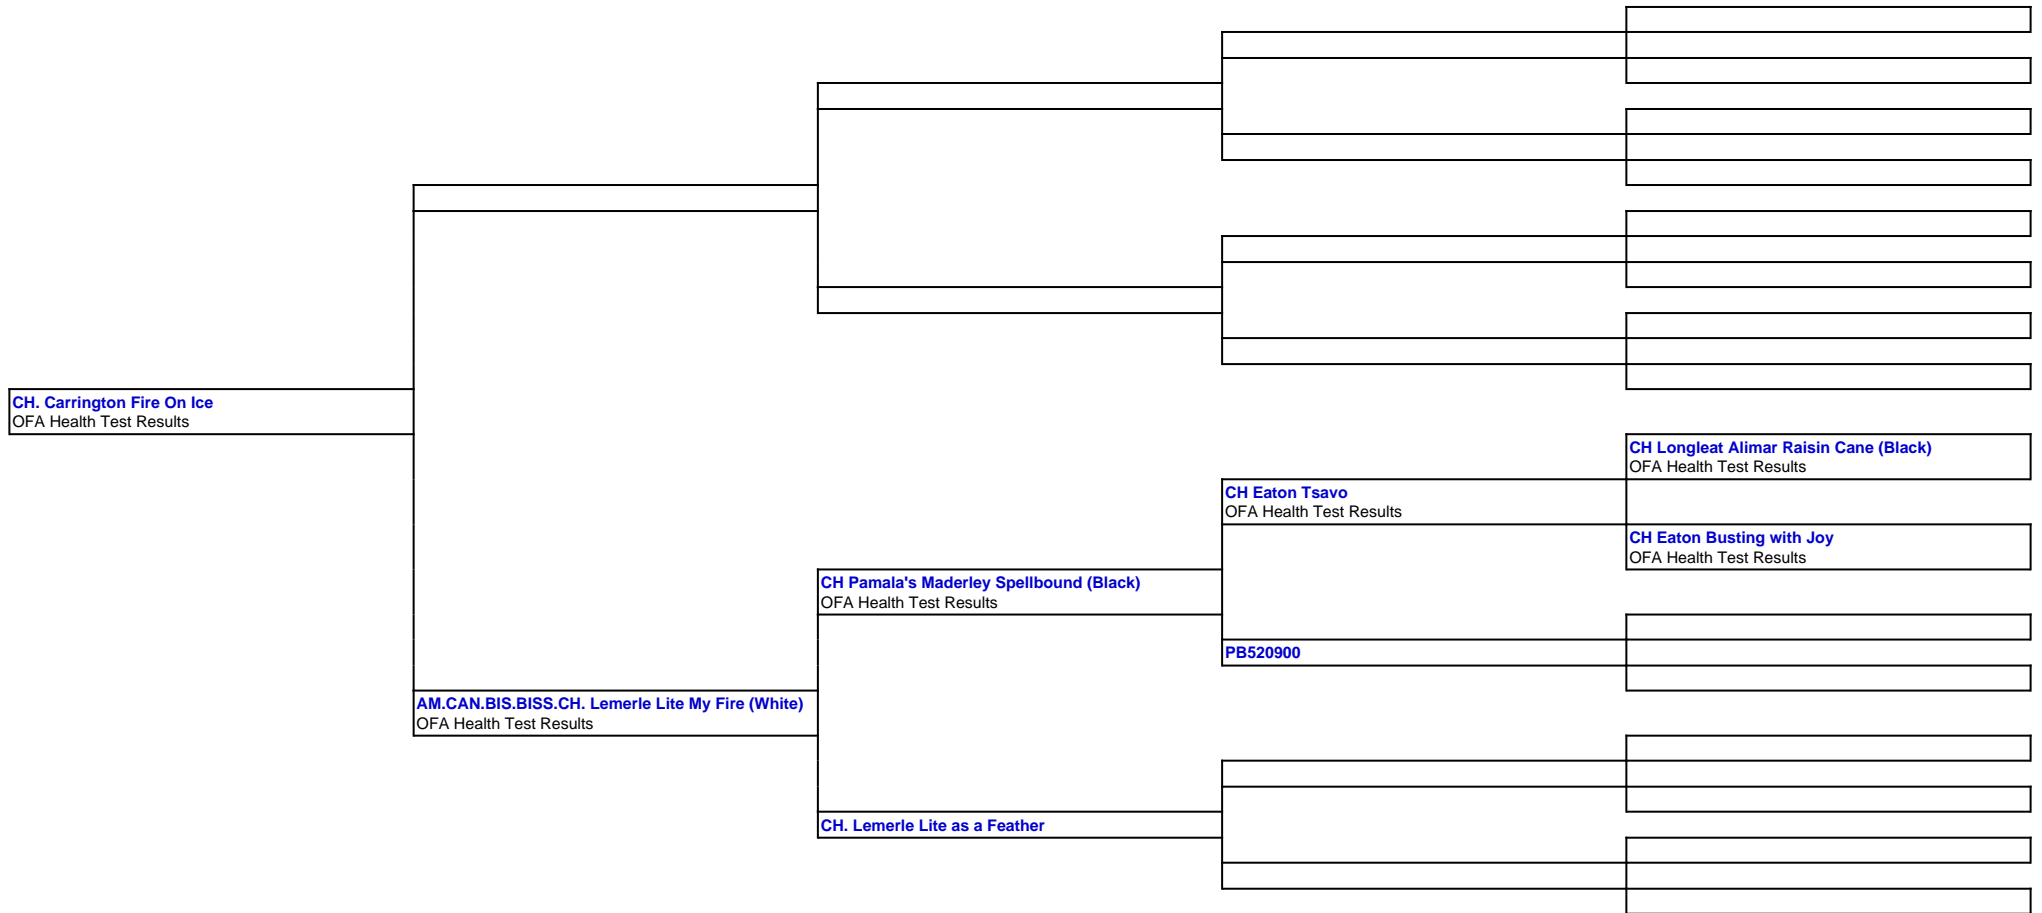 CH. Carrington Fire On Ice
OFA Health Test Results
CH Longleat Alimar Raisin Cane (Black)
OFA Health Test Results
CH Eaton Tsavo
OFA Health Test Results
CH Eaton Busting with Joy
OFA Health Test Results
CH Pamala's Maderley Spellbound (Black)
OFA Health Test Results
PB520900
AM.CAN.BIS.BISS.CH. Lemerle Lite My Fire (White)
OFA Health Test Results
CH. Lemerle Lite as a Feather